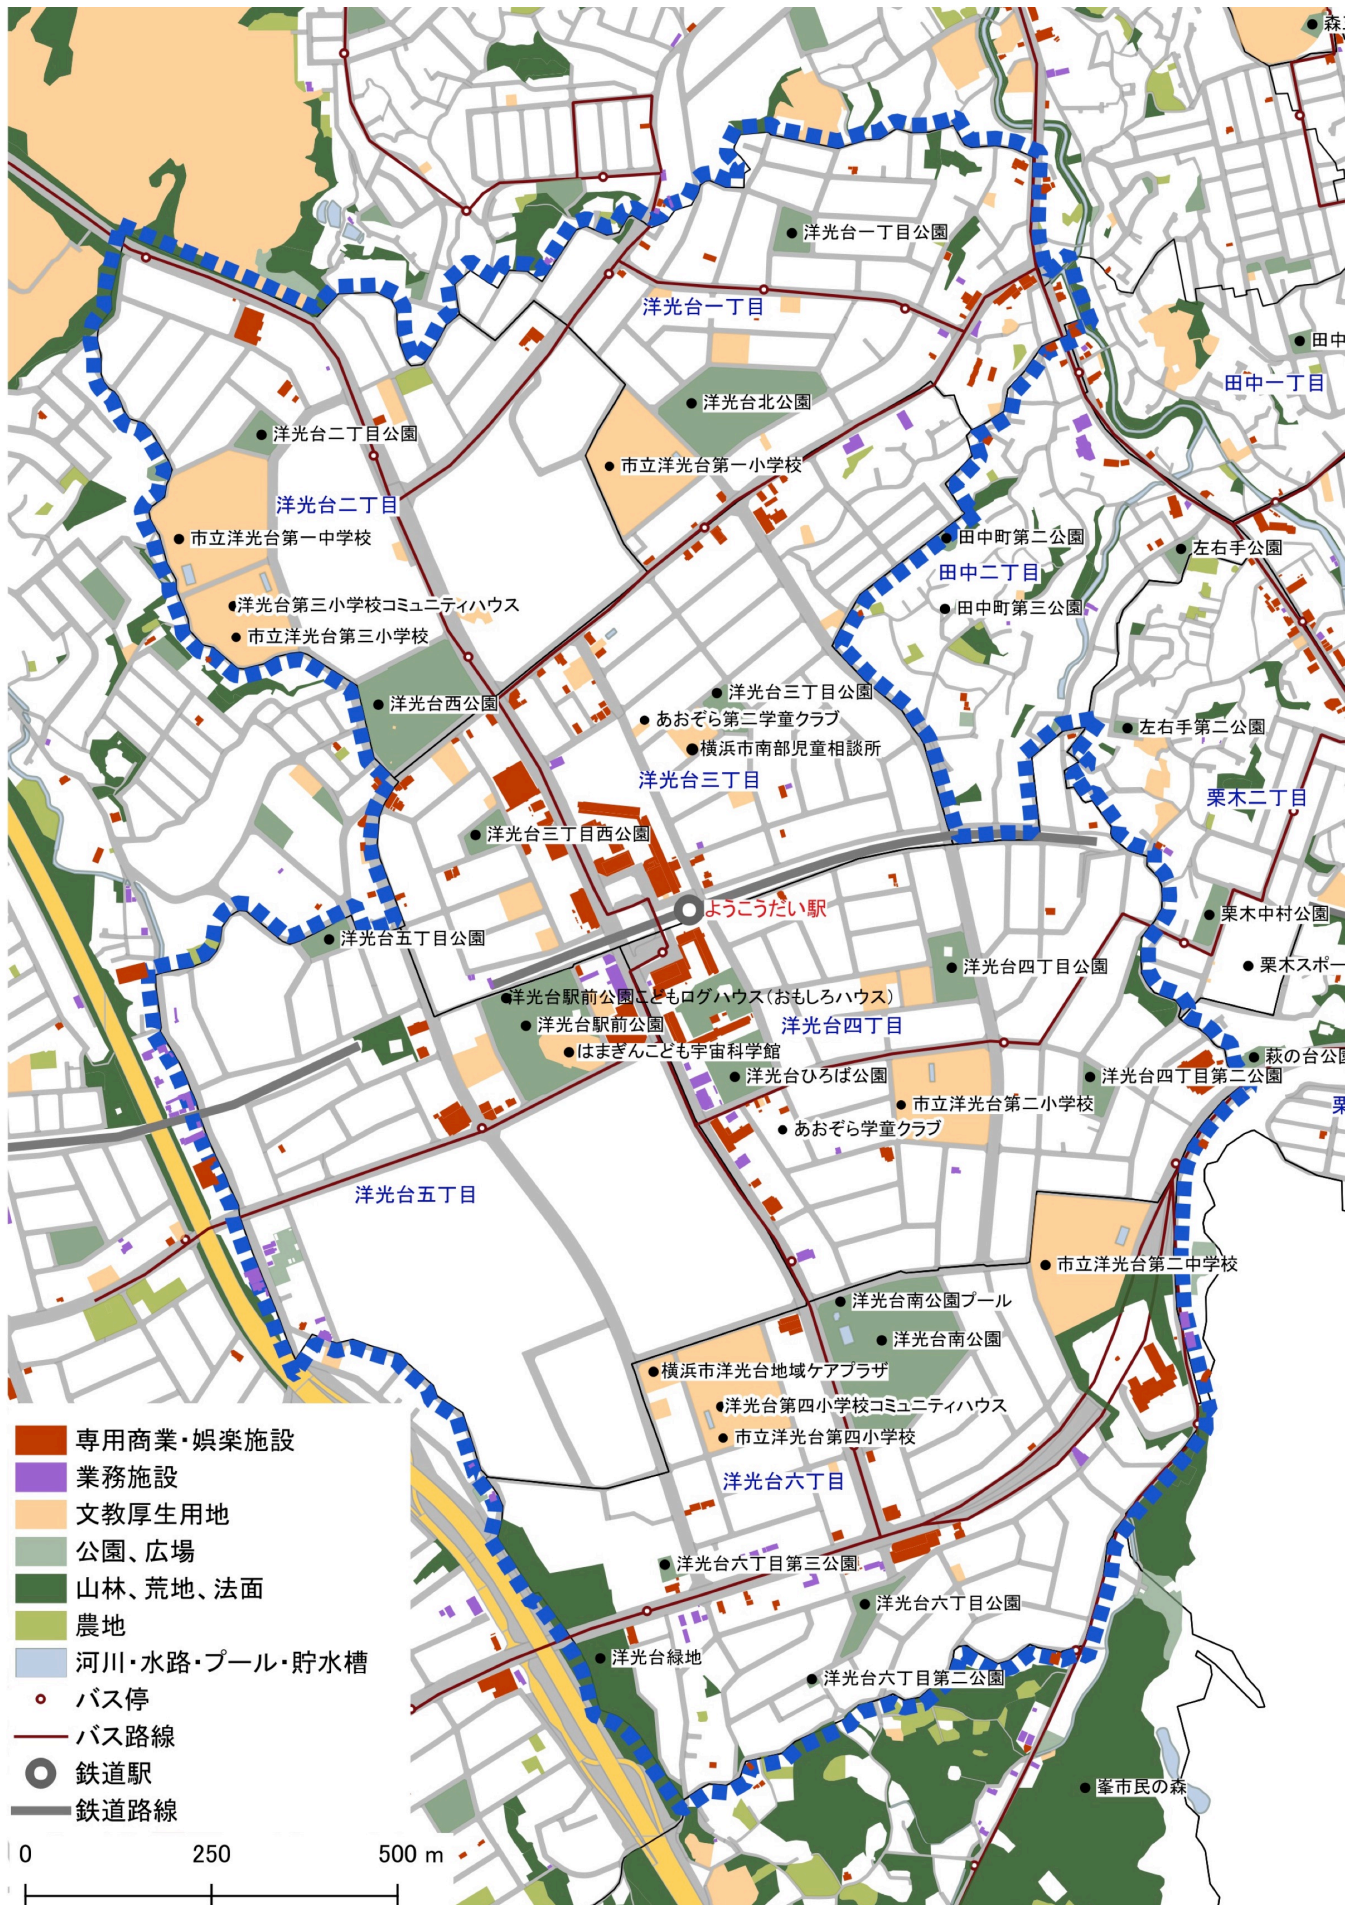 森
洋光台一丁目公園
洋光台一丁目
田中
田中一丁目
洋光台北公園
洋光台二丁目公園
市立洋光台第一小学校
洋光台二丁目
市立洋光台第一中学校
田中町第二公園
左右手公園
田中二丁目
洋光台第三小学校コミュニティハウス
田中町第三公園
市立洋光台第三小学校
洋光台三丁目公園
洋光台西公園
あおぞら第二学童クラブ
左右手第二公園
横浜市南部児童相談所
洋光台三丁目
栗木二丁目
洋光台三丁目西公園
ようこうだい駅
栗木中村公園
洋光台五丁目公園
洋光台四丁目公園
栗木スポー
洋光台駅前公園こどもログハウス(おもしろハウス)
洋光台駅前公園
洋光台四丁目
はまぎんこども宇宙科学館
萩の台公園
洋光台ひろば公園
洋光台四丁目第二公園
市立洋光台第二小学校
栗
あおぞら学童クラブ
洋光台五丁目
市立洋光台第二中学校
洋光台南公園プール
洋光台南公園
横浜市洋光台地域ケアプラザ
洋光台第四小学校コミュニティハウス
市立洋光台第四小学校
洋光台六丁目
洋光台六丁目第三公園
洋光台六丁目公園
洋光台緑地
洋光台六丁目第二公園
峯市民の森
専用商業・娯楽施設
業務施設
文教厚生用地
公園、広場
山林、荒地、法面
農地
河川・水路・プール・貯水槽
バス停
バス路線
鉄道駅
鉄道路線
0 250 500 m